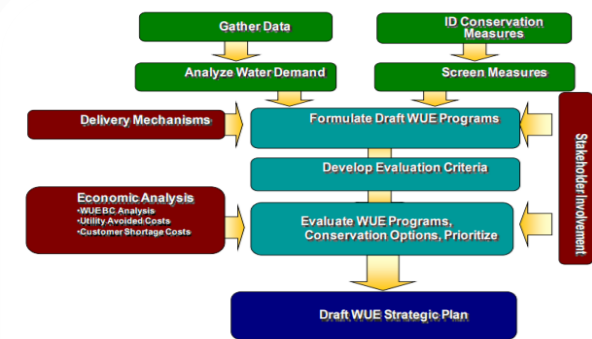 Gather Data
ID Conservation
Measures
Analyze Water Demand
Screen Measures
Delivery Mechanisms
Formulate Draft WUE Programs
Stakeholder Involvement
Develop Evaluation Criteria
Economic Analysis
•WUE BC Analysis
•Utility Avoided Costs
•Customer Shortage Costs
Evaluate WUE Programs,
Conservation Options, Prioritize
Draft WUE Strategic Plan